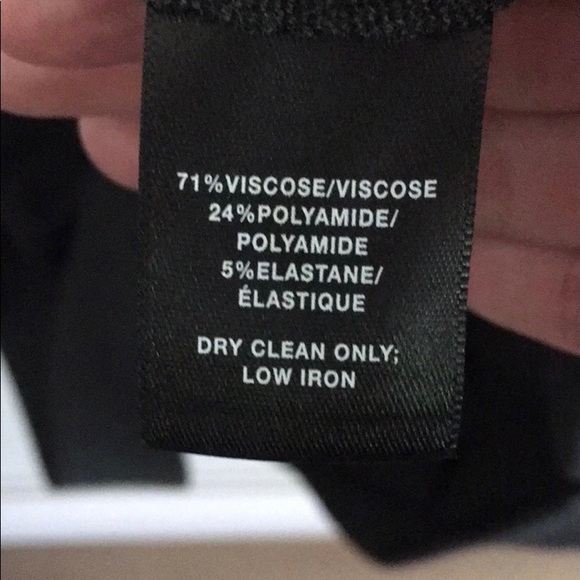 71%VISCOSE/VISCOSE
24%POLYAMIDE/
POLYAMIDE
5%ELASTANE/
ÉLASTIQUE
DRY CLEAN ONLY;
LOW IRON